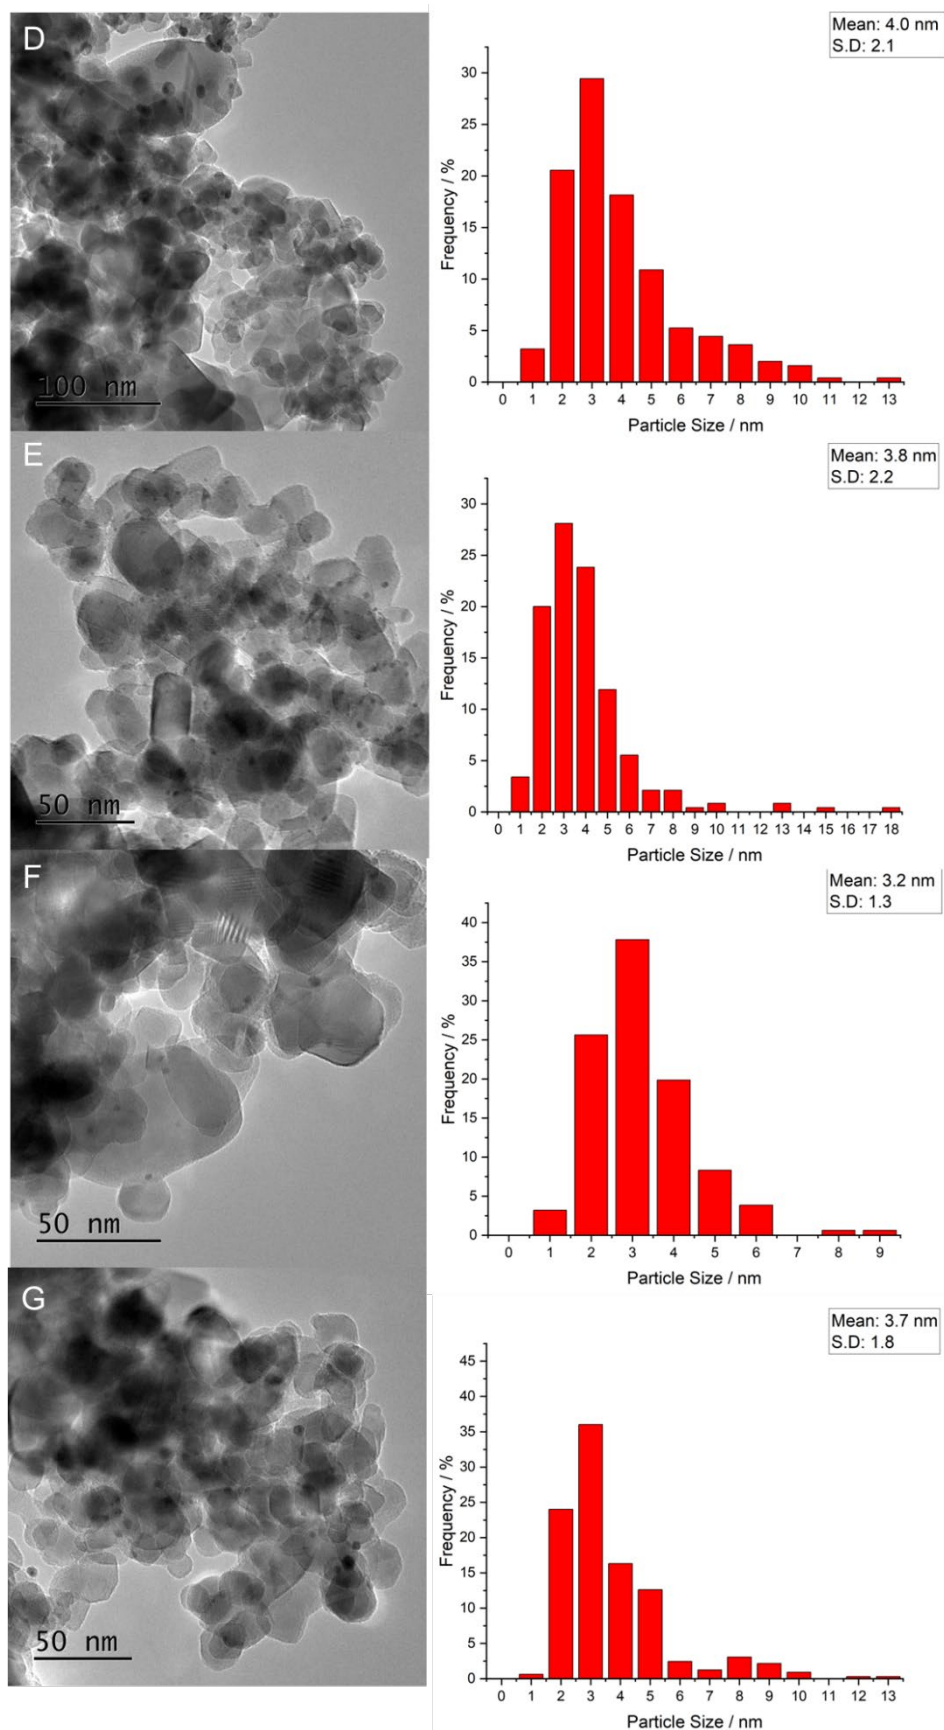 D
100 nm
Mean: 4.0 nm
S.D: 2.1
Frequency / %
30
25
20
15
10
5
0
0 1 2 3 4 5 6 7 8 9 10 11 12 13
Particle Size / nm
E
50 nm
Mean: 3.8 nm
S.D: 2.2
Frequency / %
30
25
20
15
10
5
0
0 1 2 3 4 5 6 7 8 9 10 11 12 13 14 15 16 17 18
Particle Size / nm
F
50 nm
Mean: 3.2 nm
S.D: 1.3
Frequency / %
40
35
30
25
20
15
10
5
0
0 1 2 3 4 5 6 7 8 9
Particle Size / nm
G
50 nm
Mean: 3.7 nm
S.D: 1.8
Frequency / %
45
40
35
30
25
20
15
10
5
0
0 1 2 3 4 5 6 7 8 9 10 11 12 13
Particle Size / nm